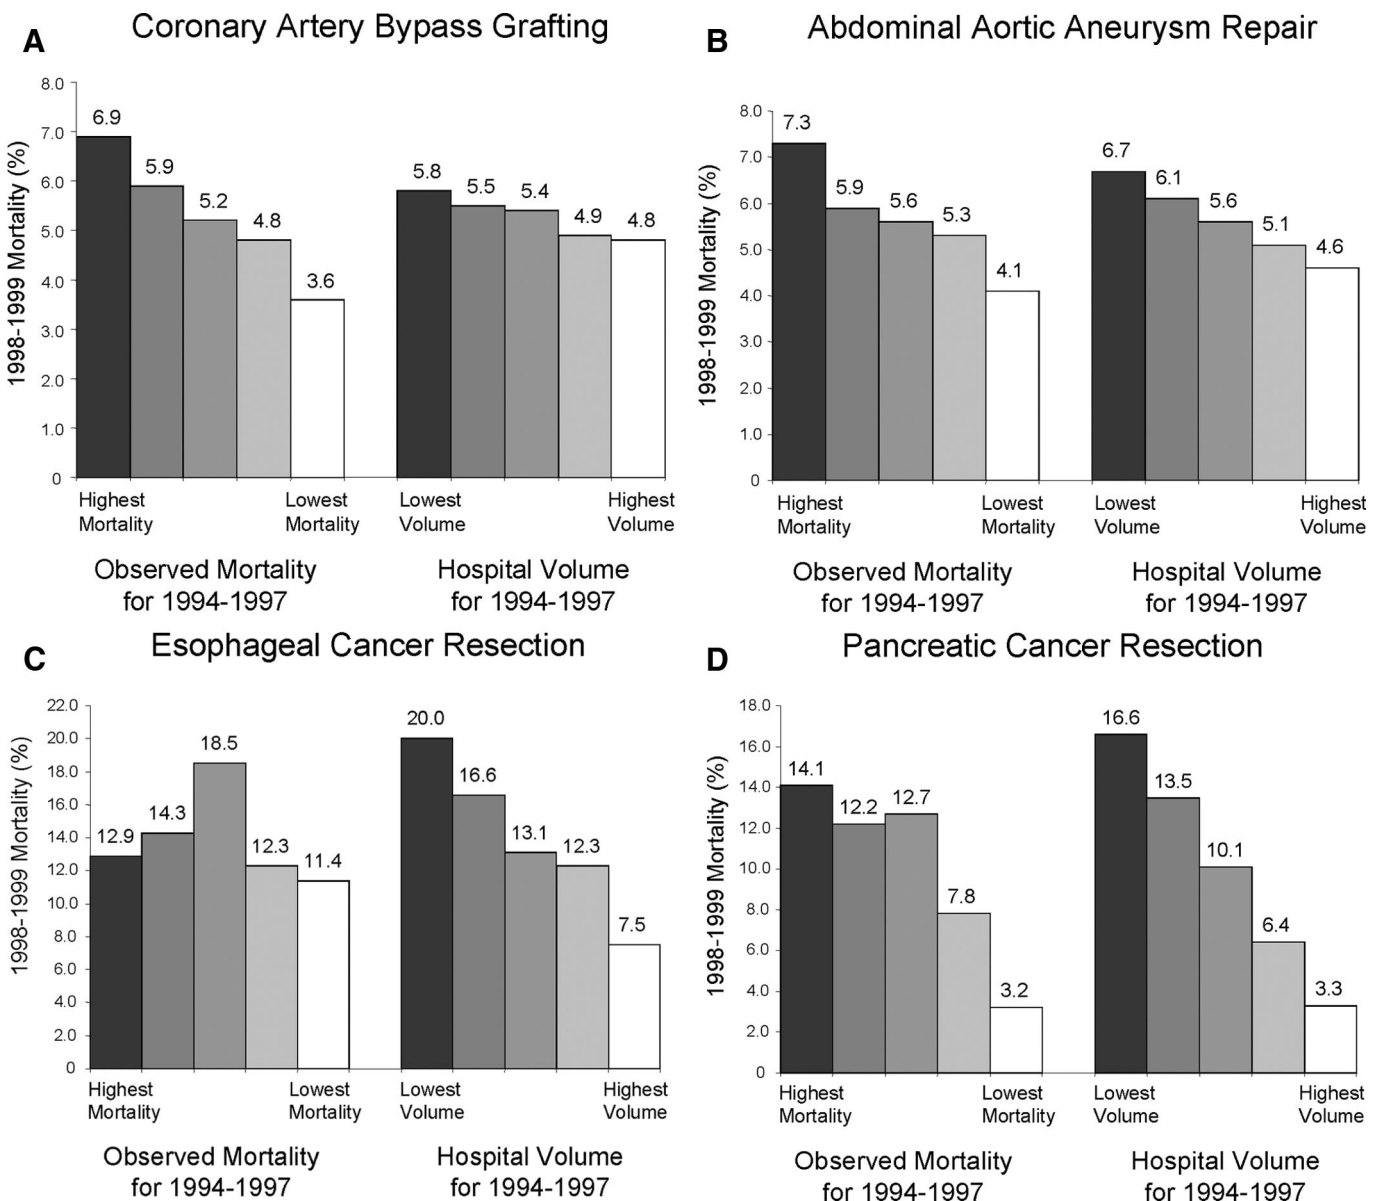 A
Coronary Artery Bypass Grafting
1998-1999 Mortality (%)
8.0
7.0
6.0
5.0
4.0
3.0
2.0
1.0
0
6.9
5.9
5.2
4.8
3.6
5.8
5.5
5.4
4.9
4.8
Highest
Mortality
Lowest
Mortality
Lowest
Volume
Highest
Volume
Observed Mortality
for 1994-1997
Hospital Volume
for 1994-1997
B
Abdominal Aortic Aneurysm Repair
1998-1999 Mortality (%)
8.0
7.0
6.0
5.0
4.0
3.0
2.0
1.0
0
7.3
5.9
5.6
5.3
4.1
6.7
6.1
5.6
5.1
4.6
Highest
Mortality
Lowest
Mortality
Lowest
Volume
Highest
Volume
Observed Mortality
for 1994-1997
Hospital Volume
for 1994-1997
C
Esophageal Cancer Resection
1998-1999 Mortality (%)
22.0
20.0
18.0
16.0
14.0
12.0
10.0
8.0
6.0
4.0
2.0
0
12.9
14.3
18.5
12.3
11.4
20.0
16.6
13.1
12.3
7.5
Highest
Mortality
Lowest
Mortality
Lowest
Volume
Highest
Volume
Observed Mortality
for 1994-1997
Hospital Volume
for 1994-1997
D
Pancreatic Cancer Resection
1998-1999 Mortality (%)
18.0
16.0
14.0
12.0
10.0
8.0
6.0
4.0
2.0
0
14.1
12.2
12.7
7.8
3.2
16.6
13.5
10.1
6.4
3.3
Highest
Mortality
Lowest
Mortality
Lowest
Volume
Highest
Volume
Observed Mortality
for 1994-1997
Hospital Volume
for 1994-1997